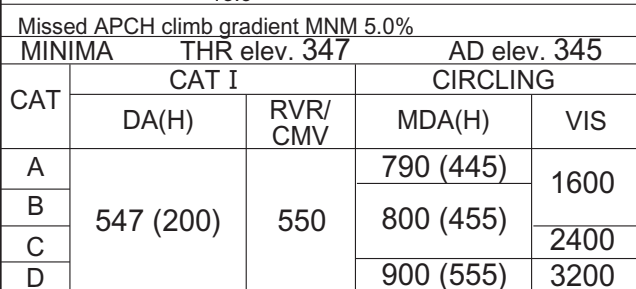 Missed APCH climb gradient MNM 5.0%
MINIMA THR elev. 347 AD elev. 345
CAT CAT I CIRCLING
DA(H) RVR/CMV MDA(H) VIS
A 547 (200) 550 790 (445) 1600
B 800 (455)
C 2400
D 900 (555) 3200